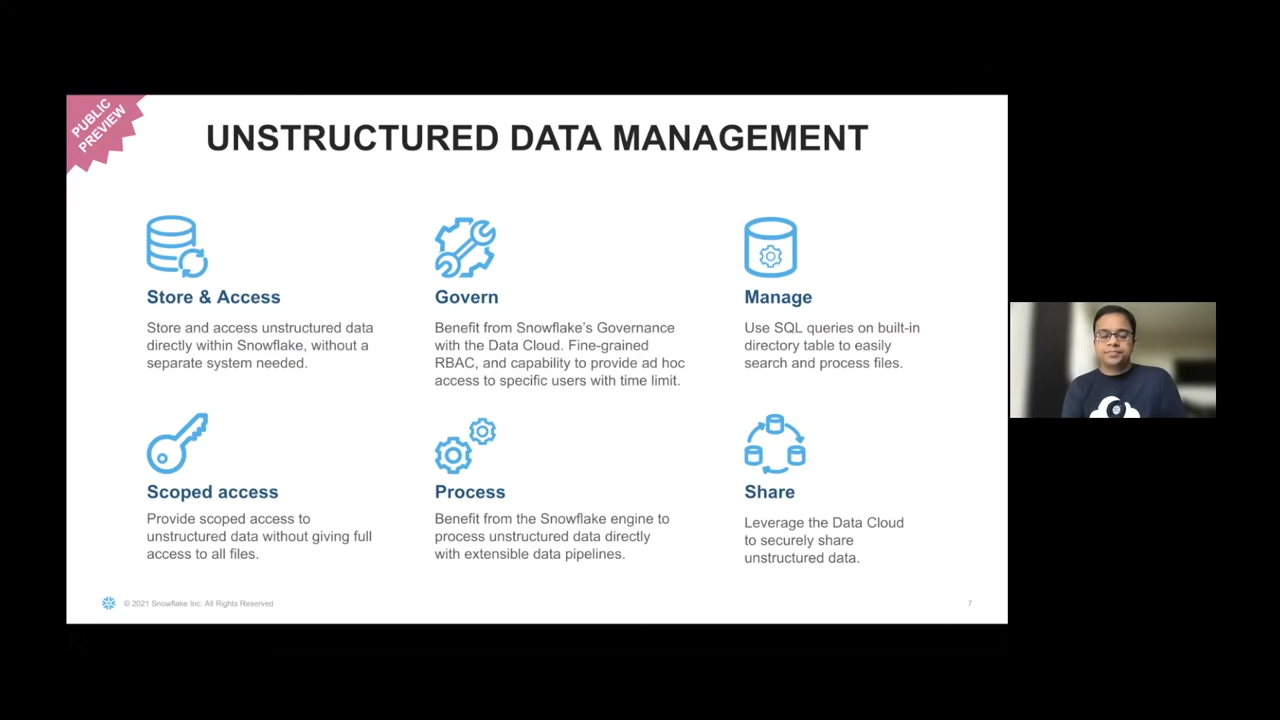 PUBLIC
PREVIEW
UNSTRUCTURED DATA MANAGEMENT
Store & Access
Store and access unstructured data
directly within Snowflake, without a
separate system needed.
Govern
Benefit from Snowflake's Governance
with the Data Cloud. Fine-grained
RBAC, and capability to provide ad hoc
access to specific users with time limit.
Manage
Use SQL queries on built-in
directory table to easily
search and process files.
Scoped access
Provide scoped access to
unstructured data without giving full
access to all files.
Process
Benefit from the Snowflake engine to
process unstructured data directly
with extensible data pipelines.
Share
Leverage the Data Cloud
to securely share
unstructured data.
© 2021 Snowflake Inc. All Rights Reserved
7